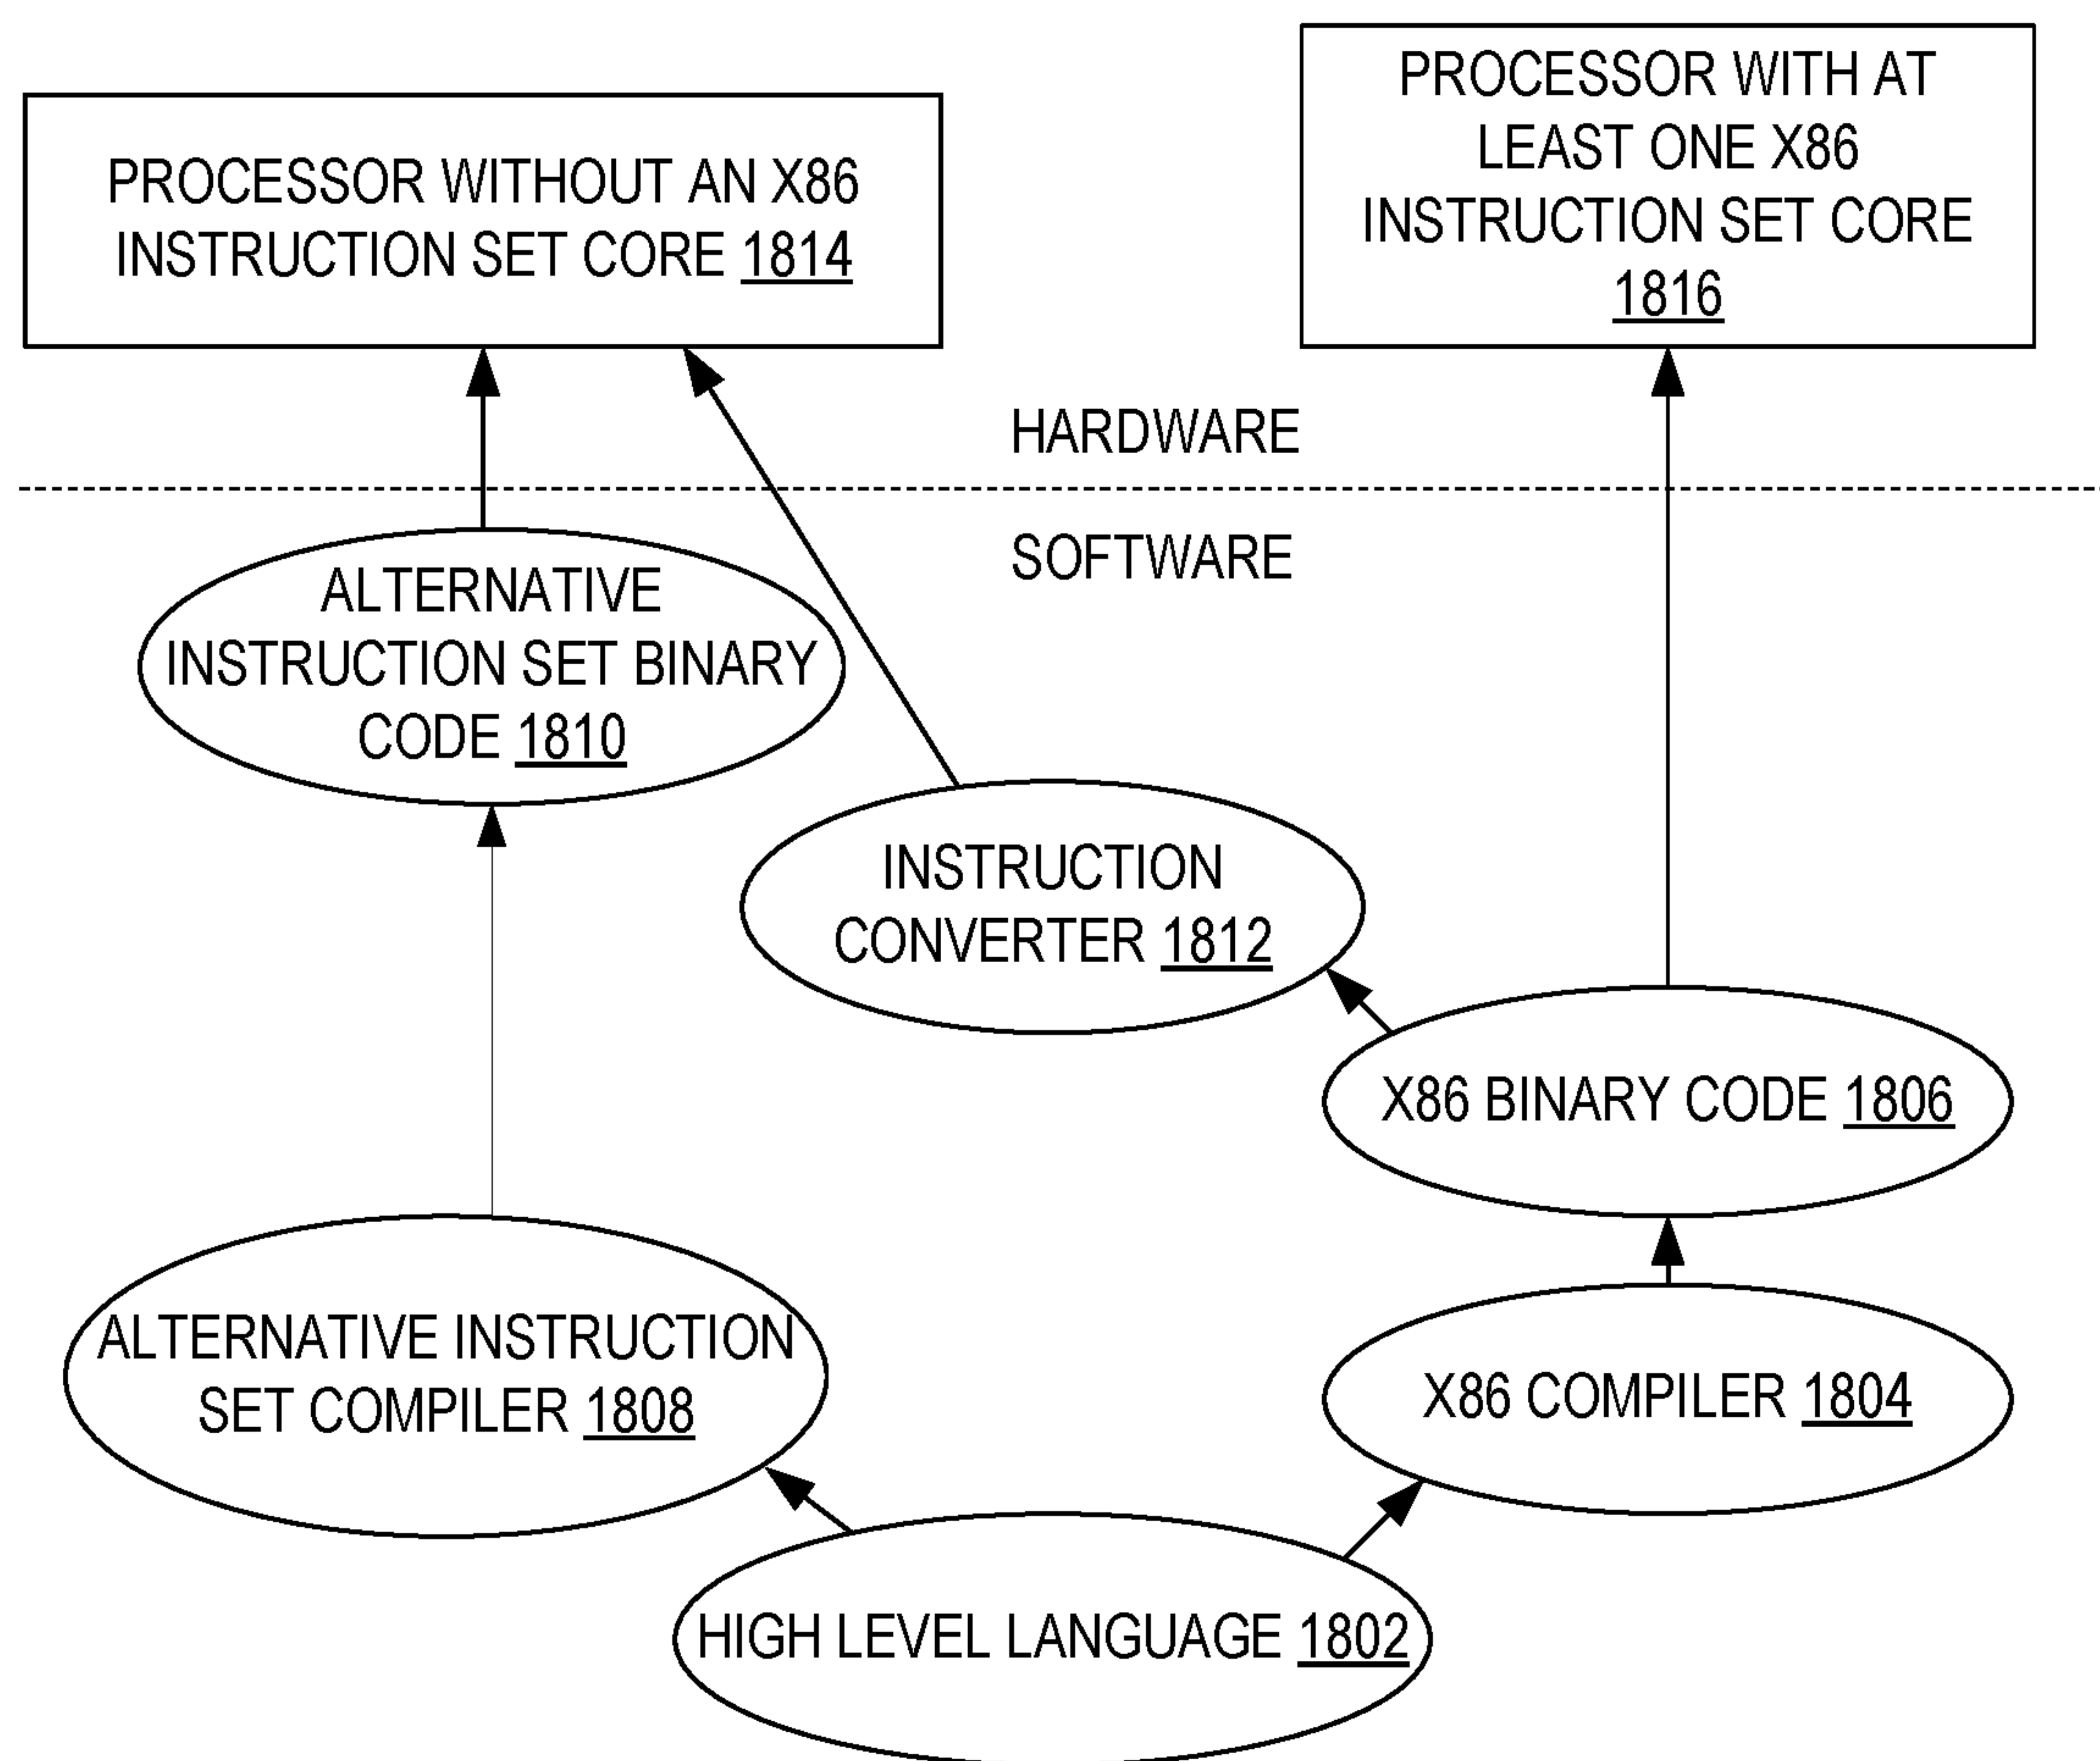 PROCESSOR WITHOUT AN X86
INSTRUCTION SET CORE 1814
PROCESSOR WITH AT
LEAST ONE X86
INSTRUCTION SET CORE
1816
HARDWARE
SOFTWARE
ALTERNATIVE
INSTRUCTION SET BINARY
CODE 1810
INSTRUCTION
CONVERTER 1812
X86 BINARY CODE 1806
ALTERNATIVE INSTRUCTION
SET COMPILER 1808
X86 COMPILER 1804
HIGH LEVEL LANGUAGE 1802